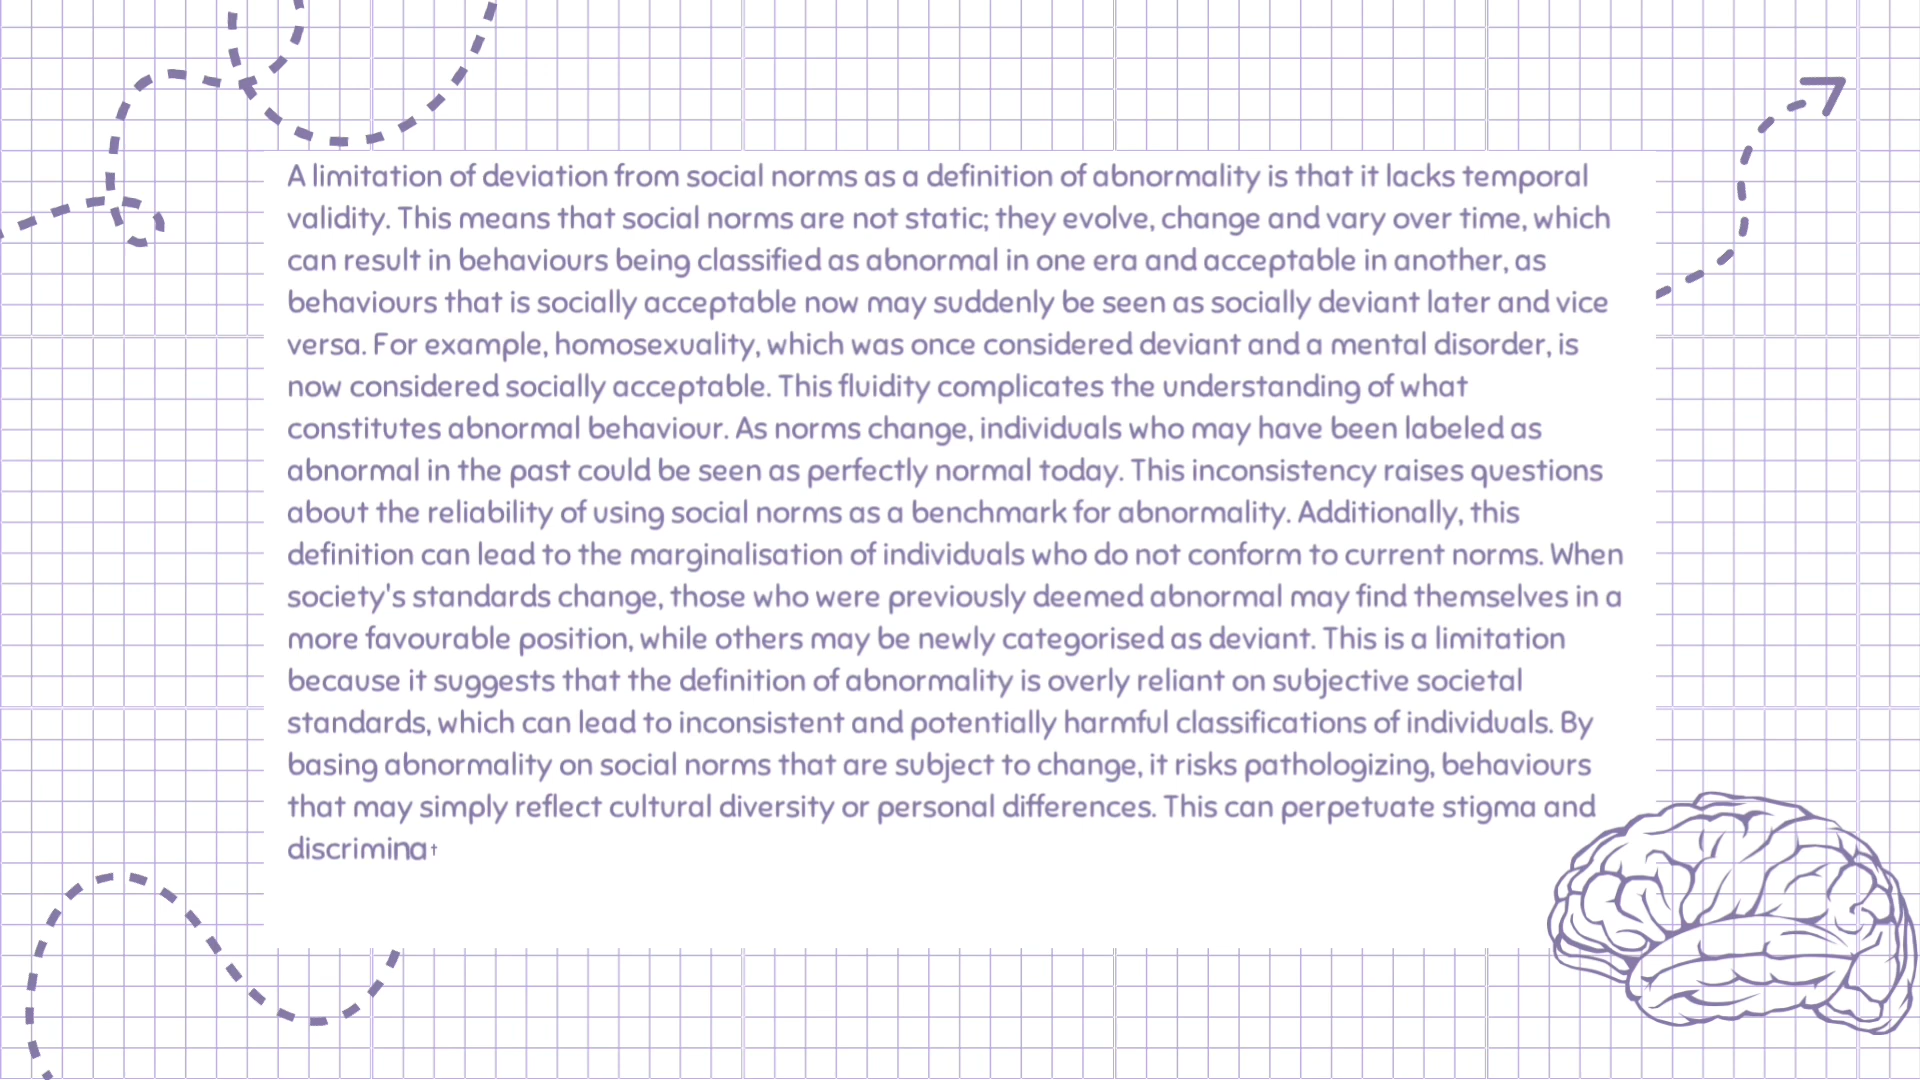 A limitation of deviation from social norms as a definition of abnormality is that it lacks temporal
validity. This means that social norms are not static; they evolve, change and vary over time, which
can result in behaviours being classified as abnormal in one era and acceptable in another, as
behaviours that is socially acceptable now may suddenly be seen as socially deviant later and vice
versa. For example, homosexuality, which was once considered deviant and a mental disorder, is
now considered socially acceptable. This fluidity complicates the understanding of what
constitutes abnormal behaviour. As norms change, individuals who may have been labeled as
abnormal in the past could be seen as perfectly normal today. This inconsistency raises questions
about the reliability of using social norms as a benchmark for abnormality. Additionally, this
definition can lead to the marginalisation of individuals who do not conform to current norms. When
society's standards change, those who were previously deemed abnormal may find themselves in a
more favourable position, while others may be newly categorised as deviant. This is a limitation
because it suggests that the definition of abnormality is overly reliant on subjective societal
standards, which can lead to inconsistent and potentially harmful classifications of individuals. By
basing abnormality on social norms that are subject to change, it risks pathologizing, behaviours
that may simply reflect cultural diversity or personal differences. This can perpetuate stigma and
discriminat